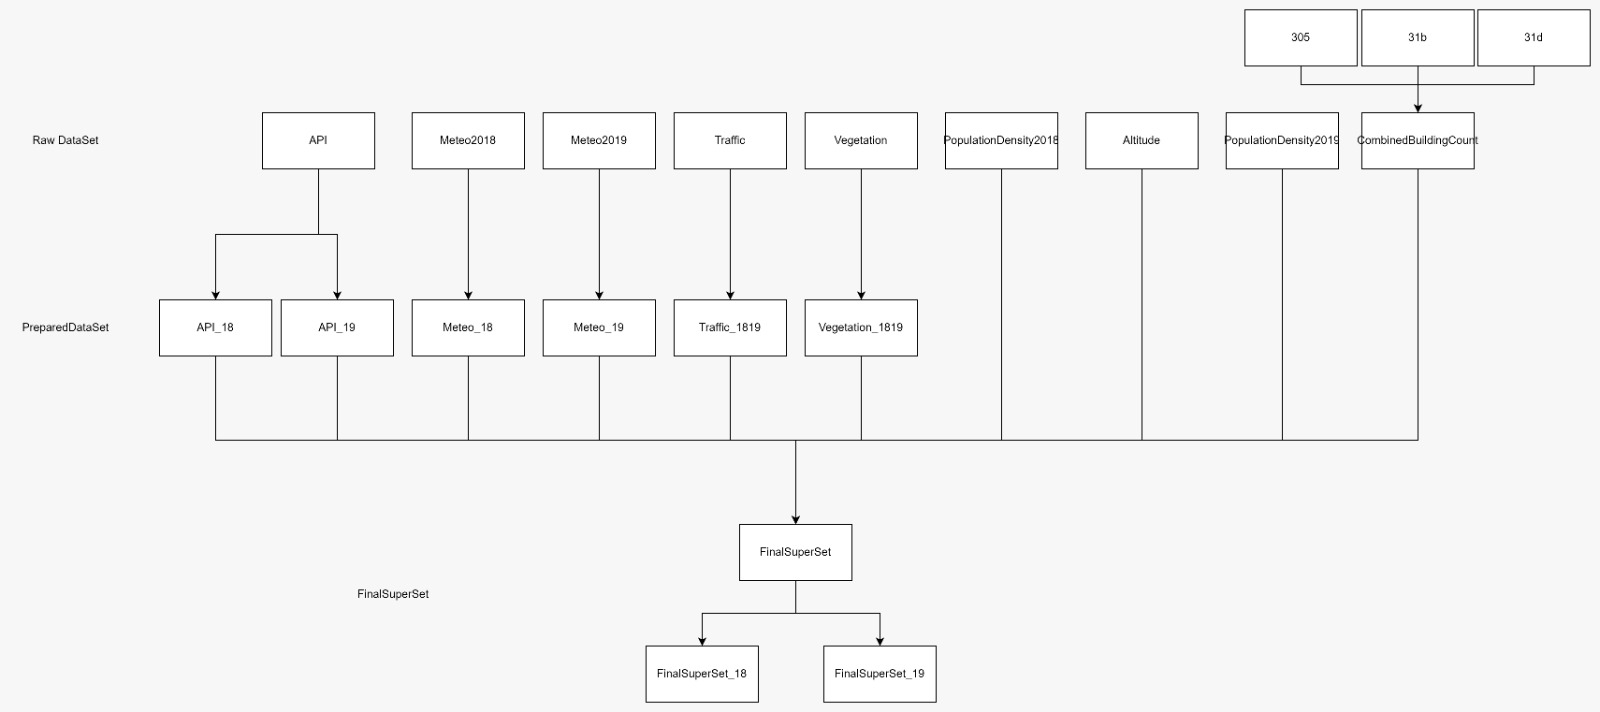 305
31b
31d
Raw DataSet
API
Meteo2018
Meteo2019
Traffic
Vegetation
PopulationDensity2018
Altitude
PopulationDensity2019
CombinedBuildingCount
PreparedDataSet
API_18
API_19
Meteo_18
Meteo_19
Traffic_1819
Vegetation_1819
FinalSuperSet
FinalSuperSet
FinalSuperSet_18
FinalSuperSet_19